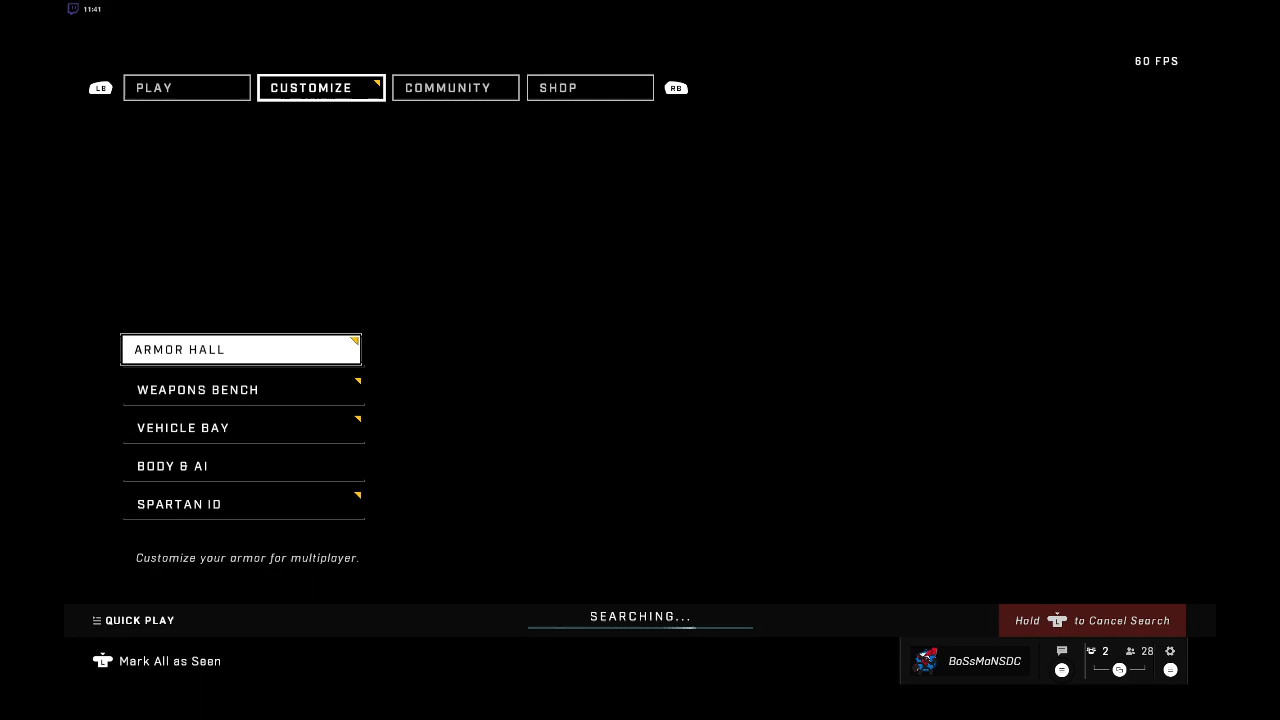 11:41
60 FPS
LB PLAY CUSTOMIZE COMMUNITY SHOP RB
ARMOR HALL
WEAPONS BENCH
VEHICLE BAY
BODY & AI
SPARTAN ID
Customize your armor for multiplayer.
QUICK PLAY SEARCHING... Hold L to Cancel Search
L Mark All as Seen BoSsMaNSDC 2 28